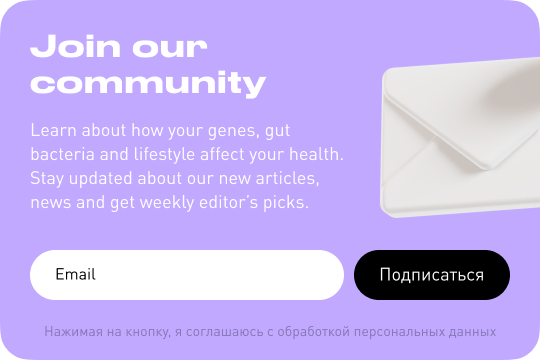 Join our
community
Learn about how your genes, gut
bacteria and lifestyle affect your health.
Stay updated about our new articles,
news and get weekly editor's picks.
Email
Подписаться
Нажимая на кнопку, я соглашаюсь с обработкой персональных данных